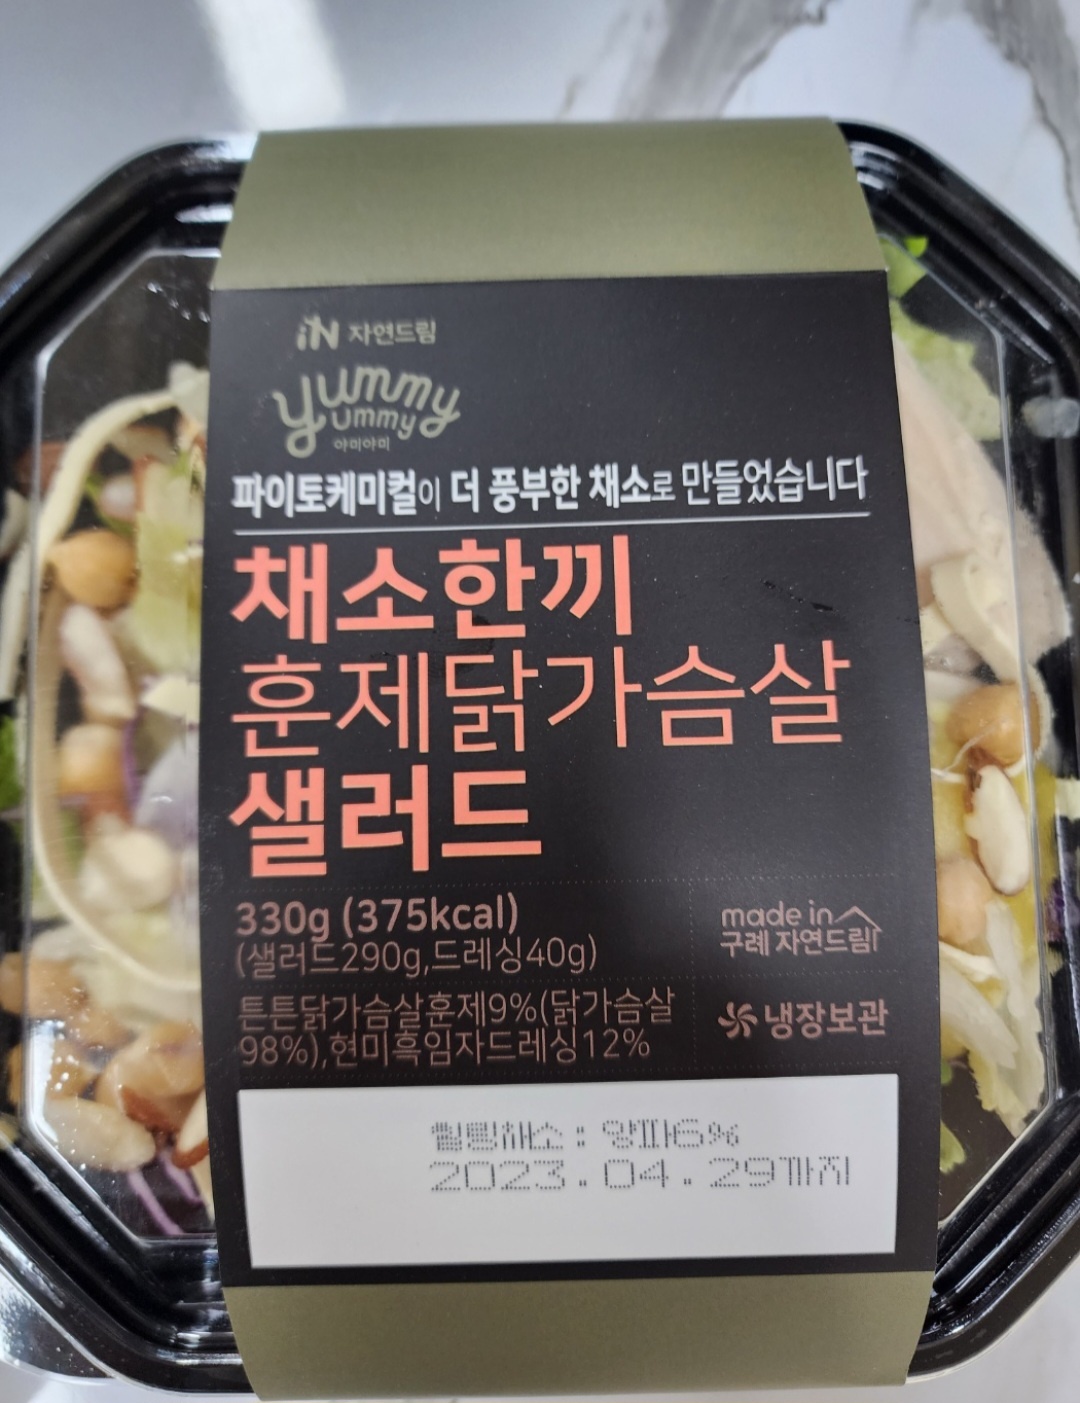 iN 자연드림
yummy
ummy
야미야미
파이토케미컬이 더 풍부한 채소로 만들었습니다
채소한끼
훈제닭가슴살
샐러드
330g (375kcal)
(샐러드290g,드레싱40g)
made in
구례 자연드림
튼튼닭가슴살훈제9%(닭가슴살
98%),현미흑임자드레싱12%
냉장보관
힐링채소 : 양파6%
2023.04.29까지